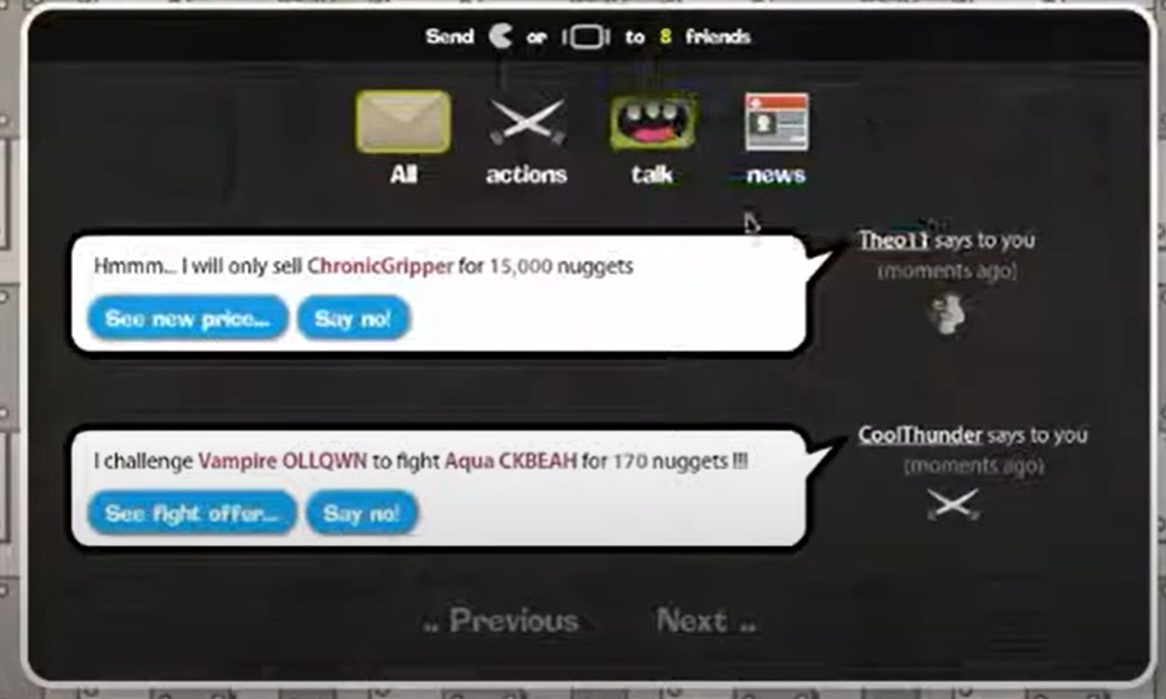 Send or to 8 friends
All actions talk news
Hmmm... I will only sell ChronicGripper for 15,000 nuggets
See new price... Say no!
Theo11 says to you
(moments ago)
I challenge Vampire OLLQWN to fight Aqua CKBEAH for 170 nuggets !!!
See fight offer... Say no!
CoolThunder says to you
(moments ago)
.. Previous Next ..